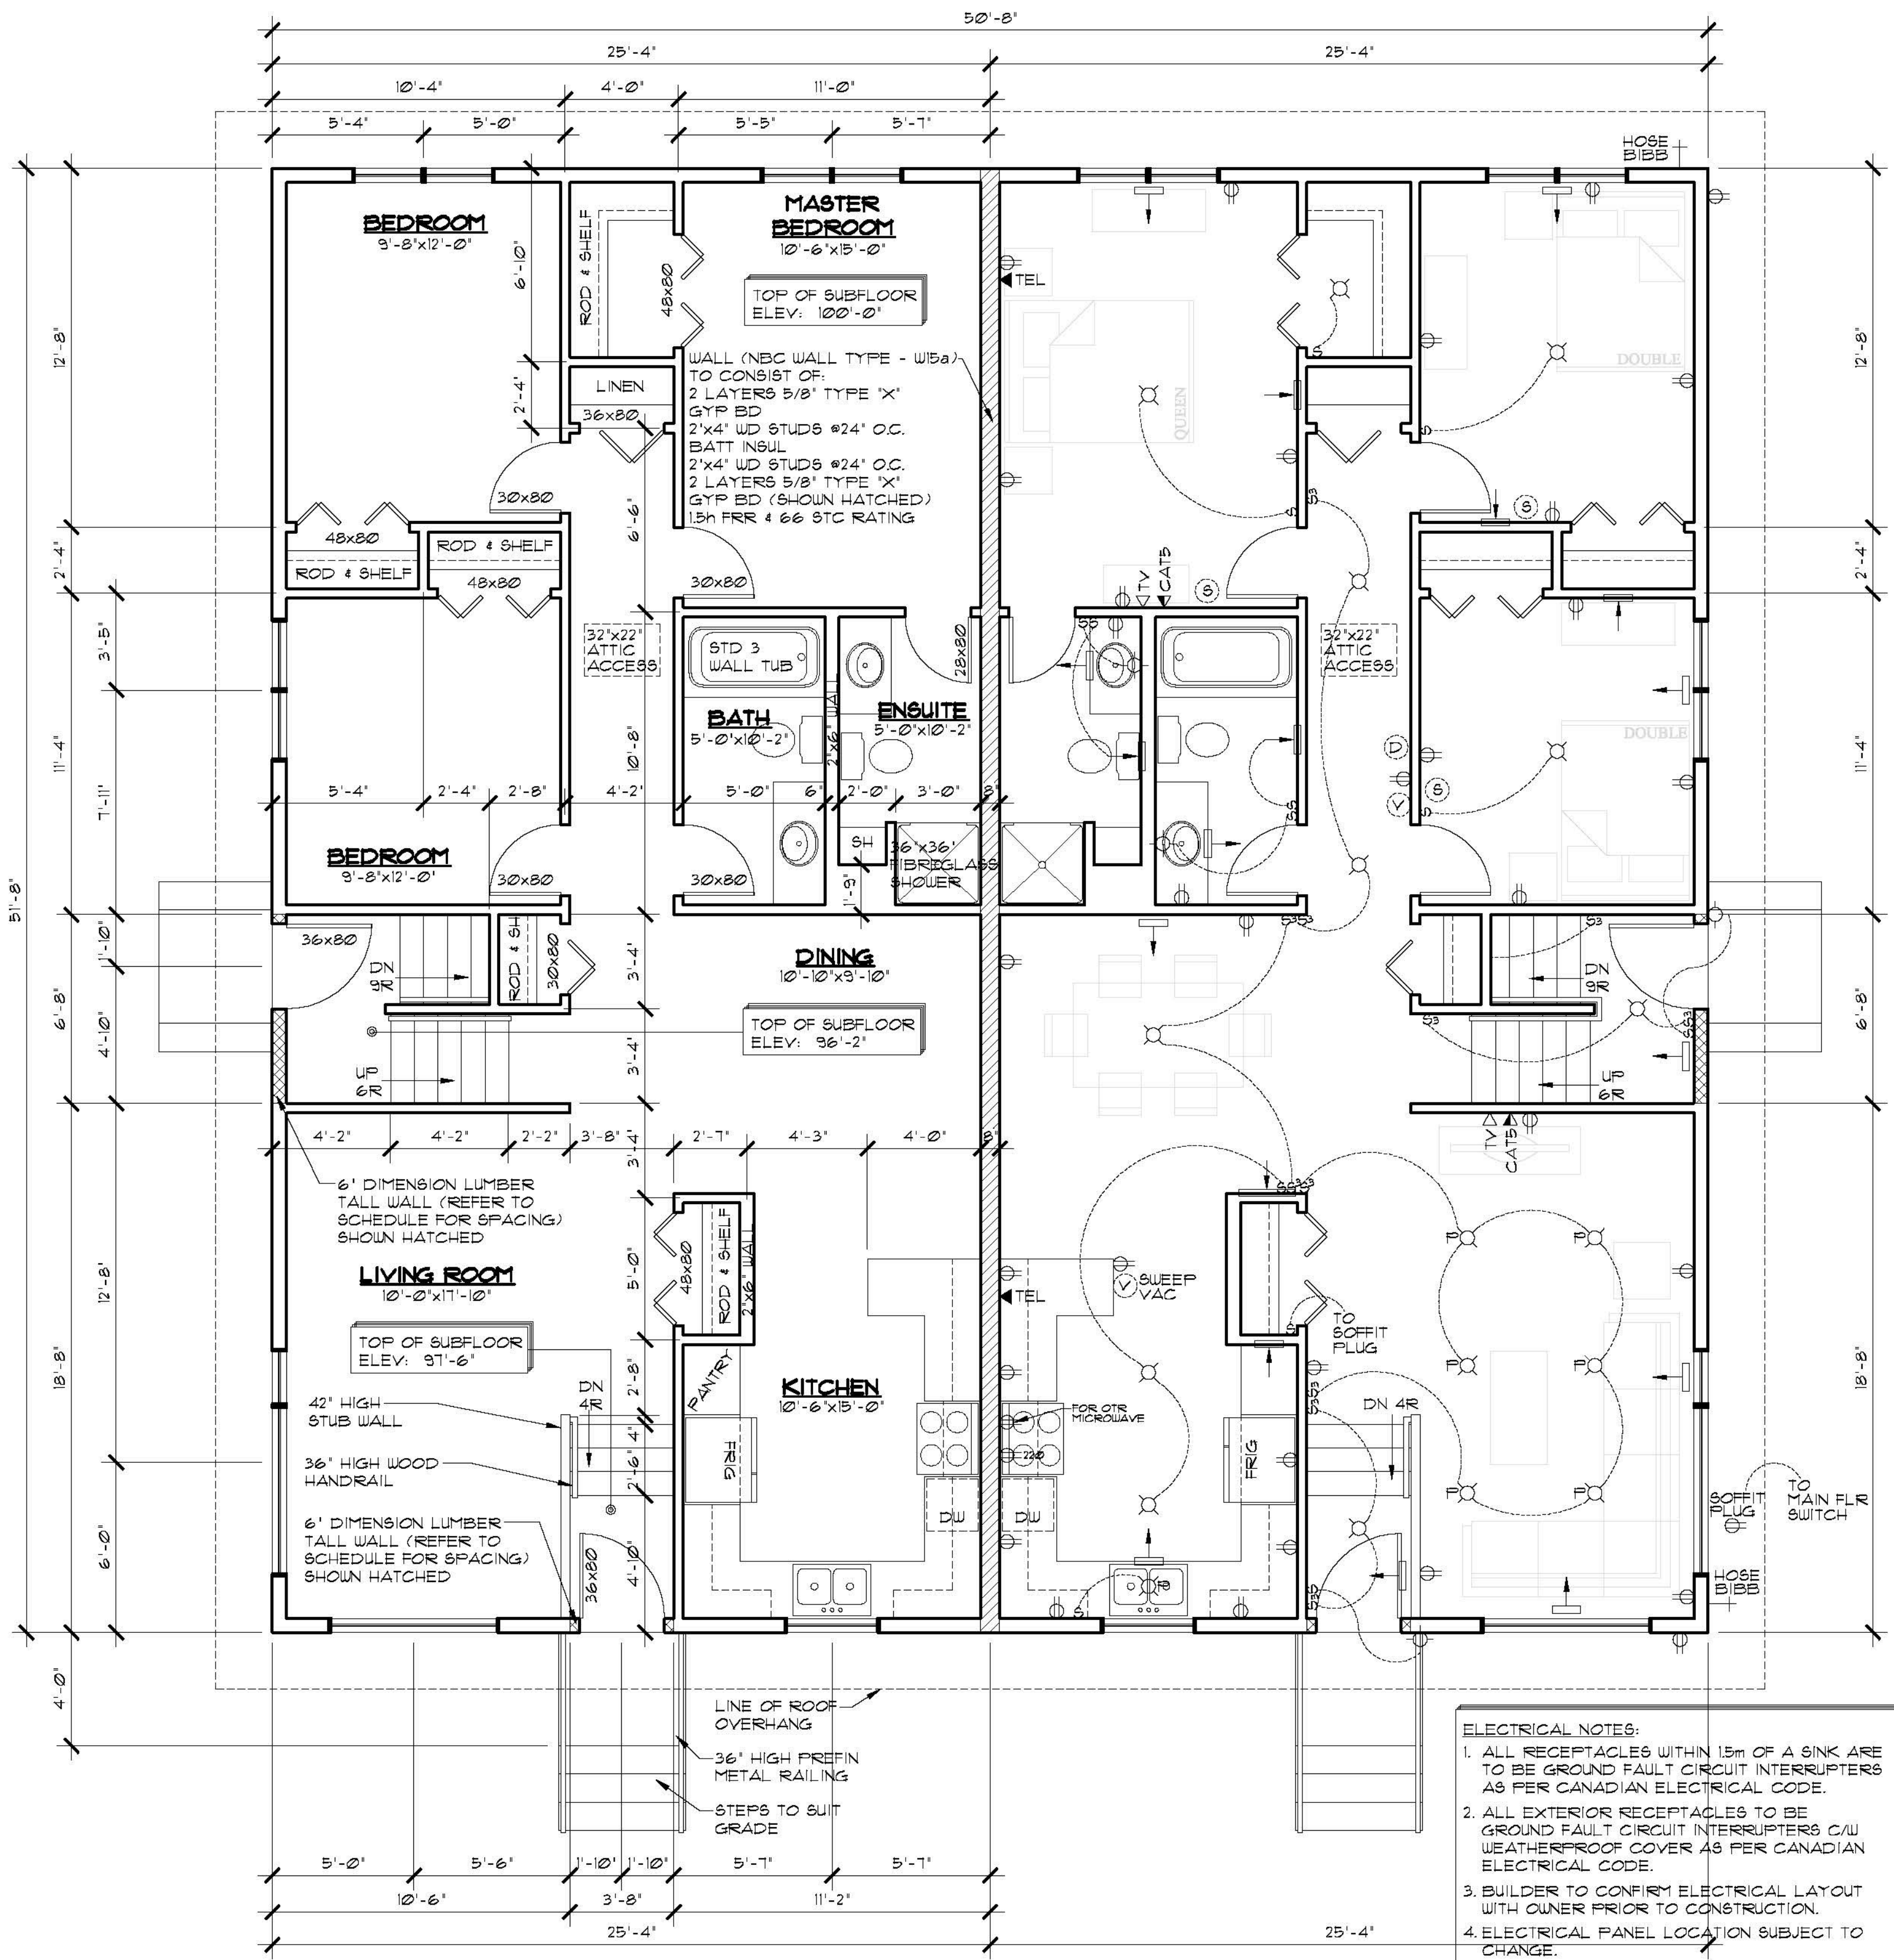 50'-8"
25'-4" 25'-4"
10'-4" 4'-0" 11'-0"
5'-4" 5'-0" 5'-5" 5'-7"
HOSE
BIBB
BEDROOM
9'-8"x12'-0"
ROD & SHELF
48x80
6'-10"
2'-4"
MASTER
BEDROOM
10'-6"x15'-0"
TOP OF SUBFLOOR
ELEV: 100'-0"
WALL (NBC WALL TYPE - W15a)
TO CONSIST OF:
2 LAYERS 5/8" TYPE "X"
GYP BD
2"x4" WD STUDS @24" O.C.
BATT INSUL
2"x4" WD STUDS @24" O.C.
2 LAYERS 5/8" TYPE "X"
GYP BD (SHOWN HATCHED)
1.5h FRR & 66 STC RATING
LINEN
36x80
30x80
6'-6"
48x80
ROD & SHELF
ROD & SHELF
48x80
30x80
TEL
QUEEN
DOUBLE
S
S
S3
S
S
TV
CAT5
S
51'-8"
12'-8"
2'-4"
3'-5"
11'-4"
7'-11"
1'-10"
6'-8"
4'-10"
18'-8"
12'-8"
6'-0"
4'-0"
12'-8"
2'-4"
11'-4"
6'-8"
18'-8"
32"x22"
ATTIC
ACCESS
STD 3
WALL TUB
28x80
BATH
5'-0"x10'-2"
2"x6" WALL
ENSUITE
5'-0"x10'-2"
10'-8"
SS
32"x22"
ATTIC
ACCESS
DOUBLE
D
S
V
S
SS
5'-4" 2'-4" 2'-8" 4'-2" 5'-0" 6" 2'-0" 3'-0" 8"
BEDROOM
9'-8"x12'-0"
30x80
30x80
SH
36"x36"
FIBREGLASS
SHOWER
1'-9"
36x80
DN
9R
ROD & SH
30x80
3'-4"
DINING
10'-10"x9'-10"
TOP OF SUBFLOOR
ELEV: 96'-2"
3'-4"
UP
6R
S3S3
S3
DN
9R
S3
SS3
UP
6R
4'-2" 4'-2" 2'-2" 3'-8" 2'-7" 4'-3" 4'-0" 8"
3'-4"
TV
CAT5
6" DIMENSION LUMBER
TALL WALL (REFER TO
SCHEDULE FOR SPACING)
SHOWN HATCHED
SS3S3
LIVING ROOM
10'-0"x17'-10"
5'-0"
48x80
ROD & SHELF
2"x6" WALL
TEL
V
SWEEP
VAC
S
TO
SOFFIT
PLUG
P
P
P
P
P
P
TOP OF SUBFLOOR
ELEV: 97'-6"
42" HIGH
STUB WALL
DN
4R
2'-8"
4"
2'-6"
PANTRY
KITCHEN
10'-6"x15'-0"
FOR OTR
MICROWAVE
S3S3
DN 4R
36" HIGH WOOD
HANDRAIL
FRIG
220
FRIG
6" DIMENSION LUMBER
TALL WALL (REFER TO
SCHEDULE FOR SPACING)
SHOWN HATCHED
36x80
4'-10"
DW
DW
SOFFIT
PLUG
TO
MAIN FLR
SWITCH
P
S
S3S
HOSE
BIBB
LINE OF ROOF
OVERHANG
36" HIGH PREFIN
METAL RAILING
STEPS TO SUIT
GRADE
5'-0" 5'-6" 1'-10" 1'-10" 5'-7" 5'-7"
10'-6" 3'-8" 11'-2"
25'-4" 25'-4"
ELECTRICAL NOTES:
1. ALL RECEPTACLES WITHIN 1.5m OF A SINK ARE
TO BE GROUND FAULT CIRCUIT INTERRUPTERS
AS PER CANADIAN ELECTRICAL CODE.
2. ALL EXTERIOR RECEPTACLES TO BE
GROUND FAULT CIRCUIT INTERRUPTERS C/W
WEATHERPROOF COVER AS PER CANADIAN
ELECTRICAL CODE.
3. BUILDER TO CONFIRM ELECTRICAL LAYOUT
WITH OWNER PRIOR TO CONSTRUCTION.
4. ELECTRICAL PANEL LOCATION SUBJECT TO
CHANGE.